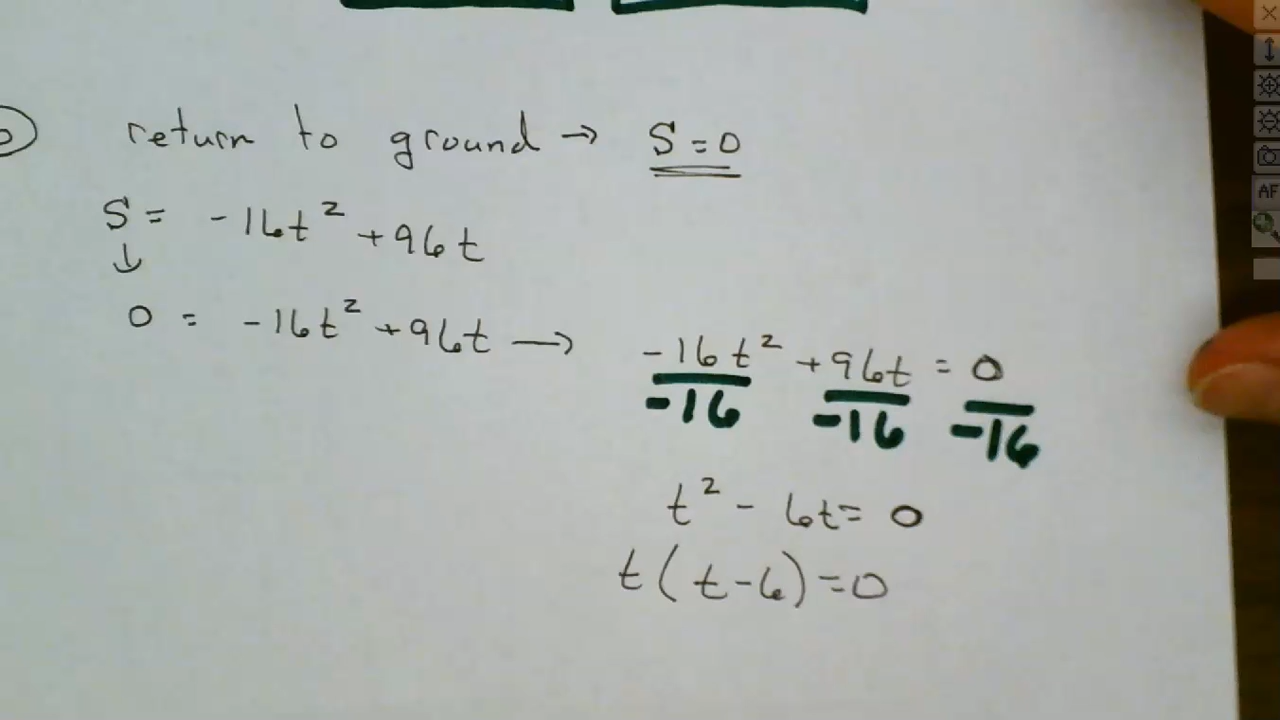 return to ground → S=0
S = -16t² +96t
↓
0 = -16t² +96t → -16t² +96t = 0
-16 -16 -16
t² - 6t = 0
t(t-6)=0
AF